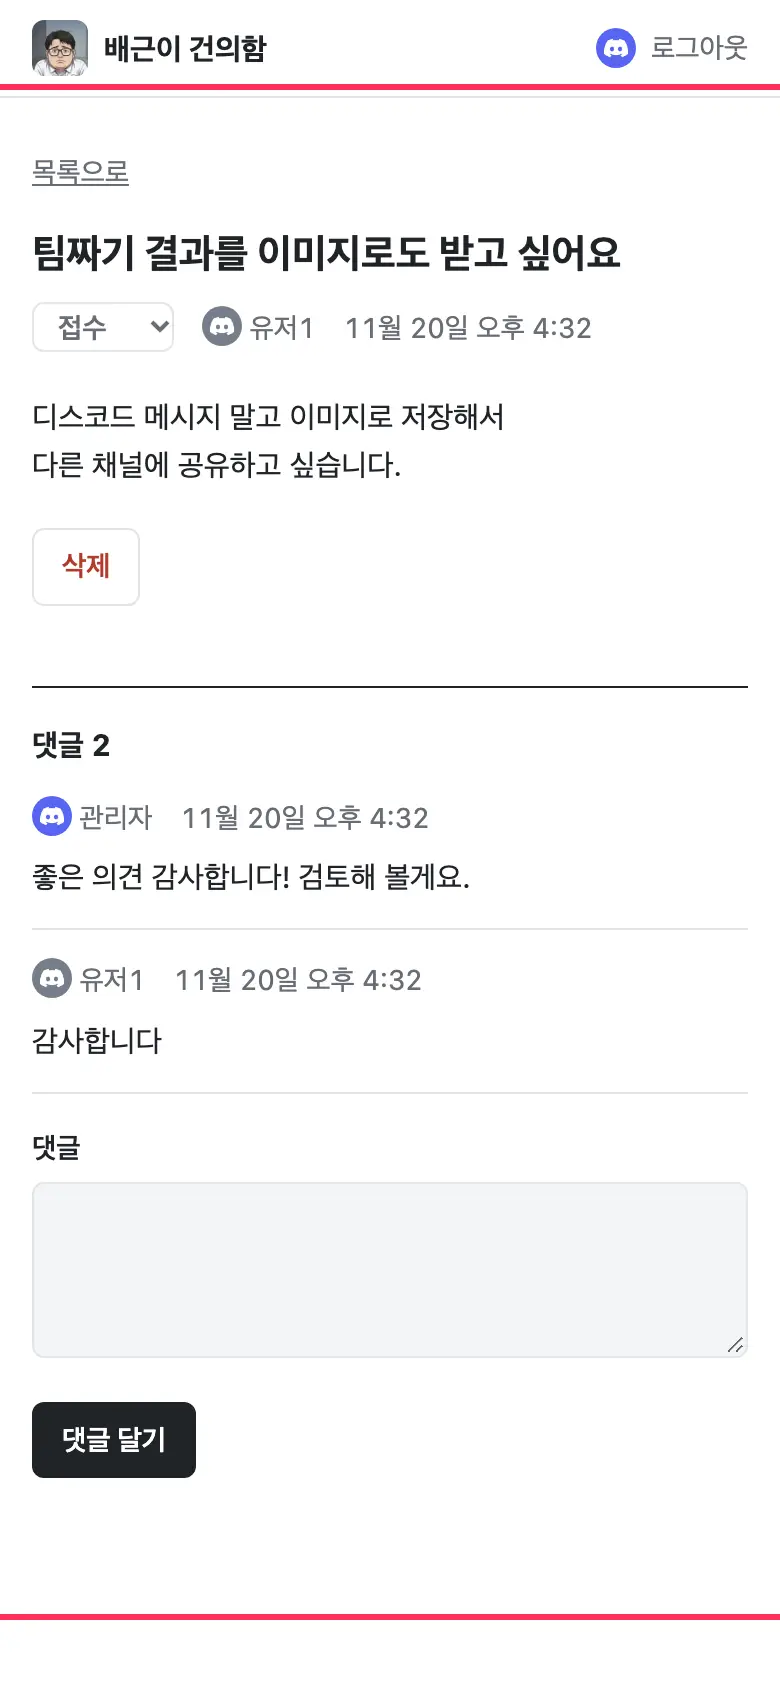 배근이 건의함
로그아웃
목록으로
팀짜기 결과를 이미지로도 받고 싶어요
접수 유저1 11월 20일 오후 4:32
디스코드 메시지 말고 이미지로 저장해서
다른 채널에 공유하고 싶습니다.
삭제
댓글 2
관리자 11월 20일 오후 4:32
좋은 의견 감사합니다! 검토해 볼게요.
유저1 11월 20일 오후 4:32
감사합니다
댓글
댓글 달기